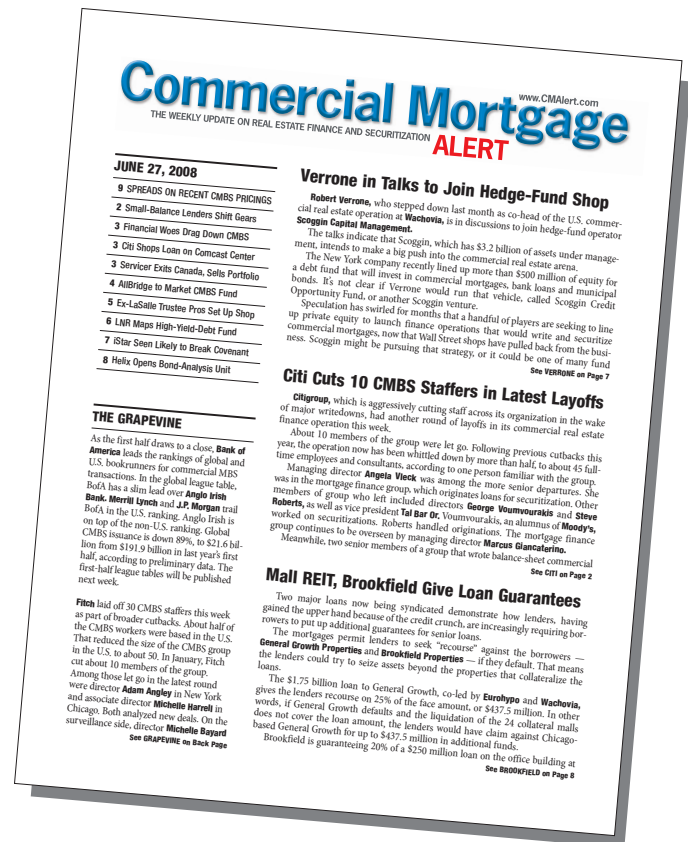 www.CMAlert.com
Commercial Mortgage
THE WEEKLY UPDATE ON REAL ESTATE FINANCE AND SECURITIZATION
ALERT
JUNE 27, 2008
9 SPREADS ON RECENT CMBS PRICINGS
2 Small-Balance Lenders Shift Gears
3 Financial Woes Drag Down CMBS
3 Citi Shops Loan on Comcast Center
3 Servicer Exits Canada, Sells Portfolio
4 AllBridge to Market CMBS Fund
5 Ex-LaSalle Trustee Pros Set Up Shop
6 LNR Maps High-Yield-Debt Fund
7 iStar Seen Likely to Break Covenant
8 Helix Opens Bond-Analysis Unit
THE GRAPEVINE
As the first half draws to a close, Bank of
America leads the rankings of global and
U.S. bookrunners for commercial MBS
transactions. In the global league table,
BofA has a slim lead over Anglo Irish
Bank. Merrill Lynch and J.P. Morgan trail
BofA in the U.S. ranking. Anglo Irish is
on top of the non-U.S. ranking. Global
CMBS issuance is down 89%, to $21.6 bil-
lion from $191.9 billion in last year's first
half, according to preliminary data. The
first-half league tables will be published
next week.
Fitch laid off 30 CMBS staffers this week
as part of broader cutbacks. About half of
the CMBS workers were based in the U.S.
That reduced the size of the CMBS group
in the U.S. to about 50. In January, Fitch
cut about 10 members of the group.
Among those let go in the latest round
were director Adam Angley in New York
and associate director Michelle Harrell in
Chicago. Both analyzed new deals. On the
surveillance side, director Michelle Bayard
See GRAPEVINE on Back Page
Verrone in Talks to Join Hedge-Fund Shop
Robert Verrone, who stepped down last month as co-head of the U.S. commer-
cial real estate operation at Wachovia, is in discussions to join hedge-fund operator
Scoggin Capital Management.
The talks indicate that Scoggin, which has $3.2 billion of assets under manage-
ment, intends to make a big push into the commercial real estate arena.
The New York company recently lined up more than $500 million of equity for
a debt fund that will invest in commercial mortgages, bank loans and municipal
bonds. It's not clear if Verrone would run that vehicle, called Scoggin Credit
Opportunity Fund, or another Scoggin venture.
Speculation has swirled for months that a handful of players are seeking to line
up private equity to launch finance operations that would write and securitize
commercial mortgages, now that Wall Street shops have pulled back from the busi-
ness. Scoggin might be pursuing that strategy, or it could be one of many fund
See VERRONE on Page 7
Citi Cuts 10 CMBS Staffers in Latest Layoffs
Citigroup, which is aggressively cutting staff across its organization in the wake
of major writedowns, had another round of layoffs in its commercial real estate
finance operation this week.
About 10 members of the group were let go. Following previous cutbacks this
year, the operation now has been whittled down by more than half, to about 45 full-
time employees and consultants, according to one person familiar with the group.
Managing director Angela Vleck was among the more senior departures. She
was in the mortgage finance group, which originates loans for securitization. Other
members of group who left included directors George Voumvourakis and Steve
Roberts, as well as vice president Tal Bar Or. Voumvourakis, an alumnus of Moody's,
worked on securitizations. Roberts handled originations. The mortgage finance
group continues to be overseen by managing director Marcus Giancaterino.
Meanwhile, two senior members of a group that wrote balance-sheet commercial
See CITI on Page 2
Mall REIT, Brookfield Give Loan Guarantees
Two major loans now being syndicated demonstrate how lenders, having
gained the upper hand because of the credit crunch, are increasingly requiring bor-
rowers to put up additional guarantees for senior loans.
The mortgages permit lenders to seek "recourse" against the borrowers —
General Growth Properties and Brookfield Properties — if they default. That means
the lenders could try to seize assets beyond the properties that collateralize the
loans.
The $1.75 billion loan to General Growth, co-led by Eurohypo and Wachovia,
gives the lenders recourse on 25% of the face amount, or $437.5 million. In other
words, if General Growth defaults and the liquidation of the 24 collateral malls
does not cover the loan amount, the lenders would have claim against Chicago-
based General Growth for up to $437.5 million in additional funds.
Brookfield is guaranteeing 20% of a $250 million loan on the office building at
See BROOKFIELD on Page 8